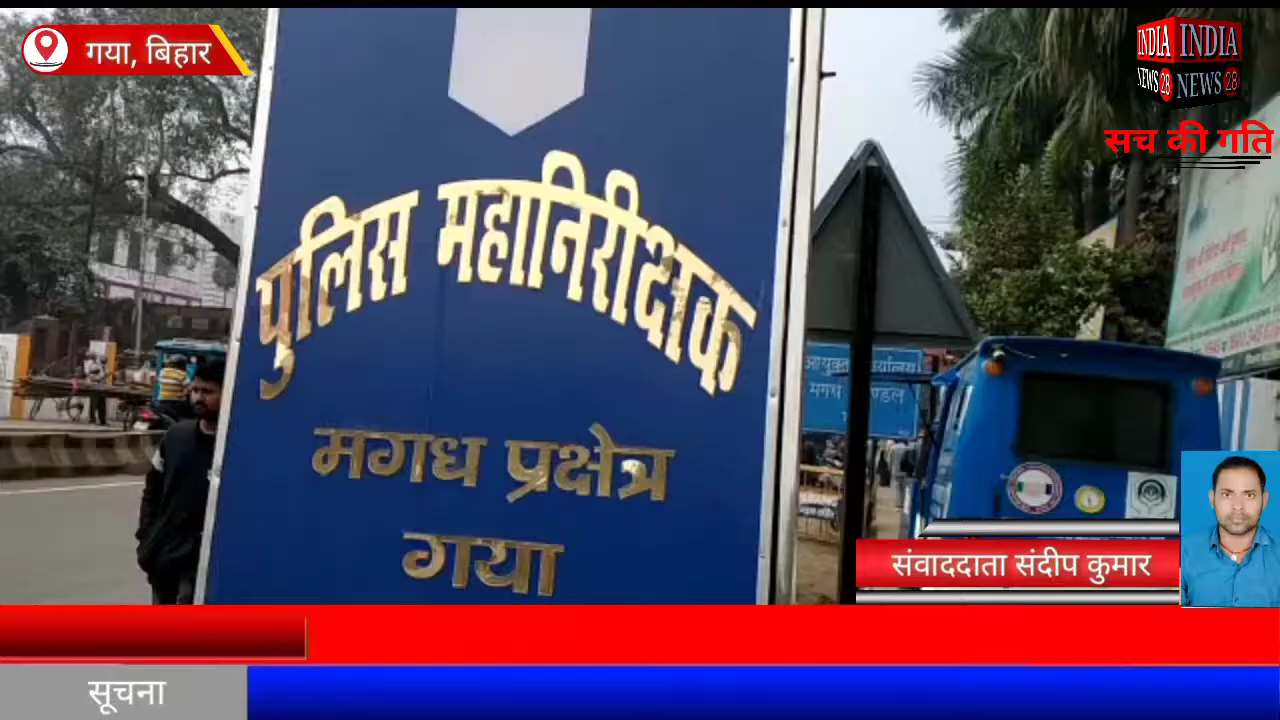 गया, बिहार
INDIA INDIA
NEWS 28 NEWS 28
सच की गति
पुलिस महानिरीक्षक
मगध प्रक्षेत्र
गया
संवाददाता संदीप कुमार
सूचना